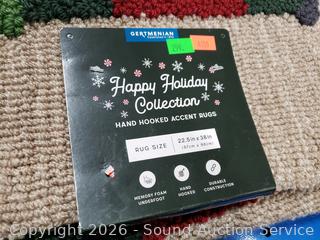 GERTMENIAN
Happy Holiday
Collection
HAND HOOKED ACCENT RUGS
RUG SIZE
22.5in x 38in
MEMORY FOAM
UNDERFOOT
HAND
HOOKED
DURABLE
CONSTRUCTION
Copyright 2026 - Sound Auction Service